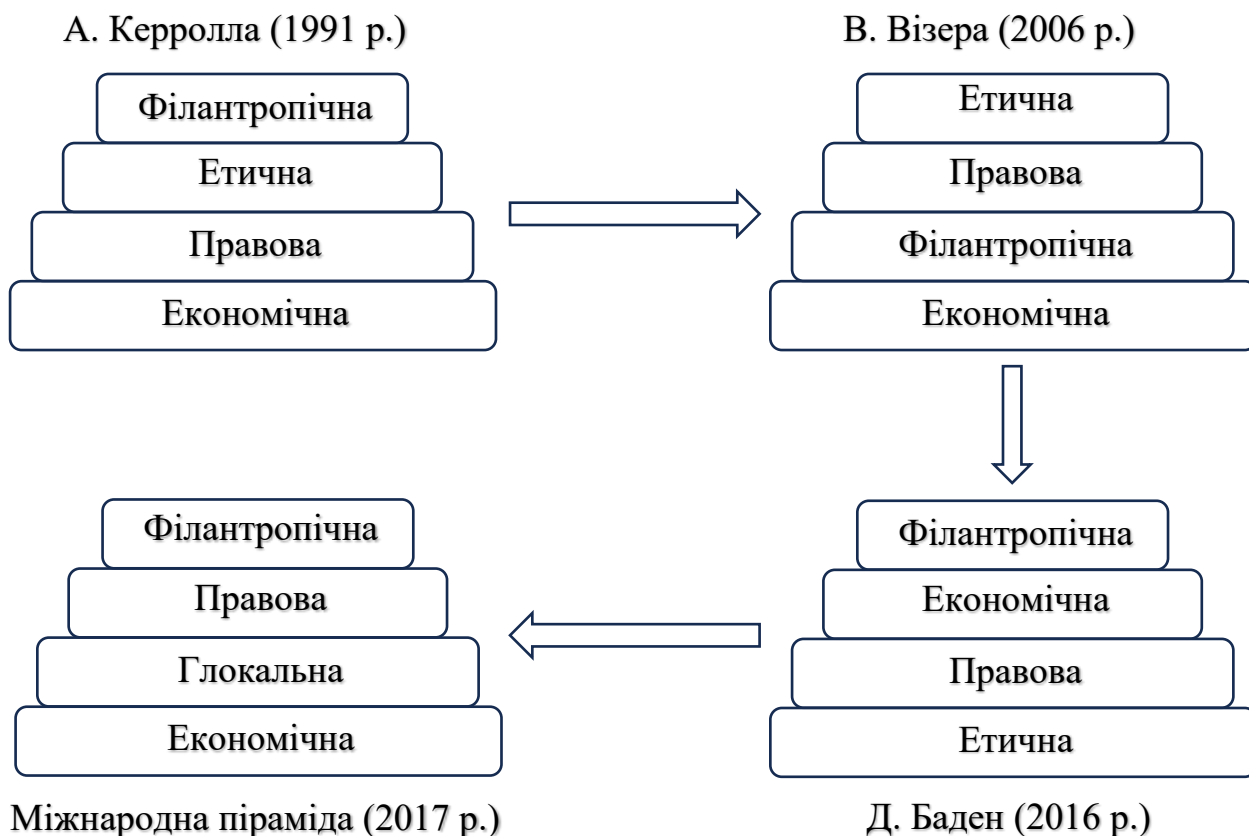 А. Керролла (1991 р.)
Філантропічна
Етична
Правова
Економічна
В. Візера (2006 р.)
Етична
Правова
Філантропічна
Економічна
Філантропічна
Економічна
Правова
Етична
Д. Баден (2016 р.)
Філантропічна
Правова
Глокальна
Економічна
Міжнародна піраміда (2017 р.)